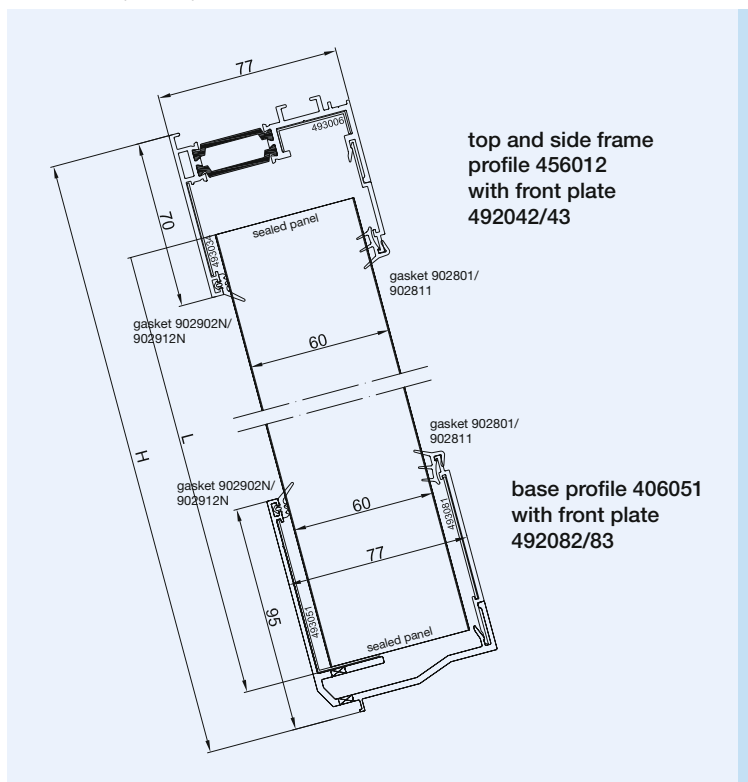 77
493006
top and side frame
profile 456012
with front plate
492042/43
70
sealed panel
49303
gasket 902801/
902811
gasket 902902N/
902912N
60
gasket 902801/
902811
L
H
gasket 902902N/
902912N
base profile 406051
with front plate
492082/83
60
493081
77
95
493051
sealed panel